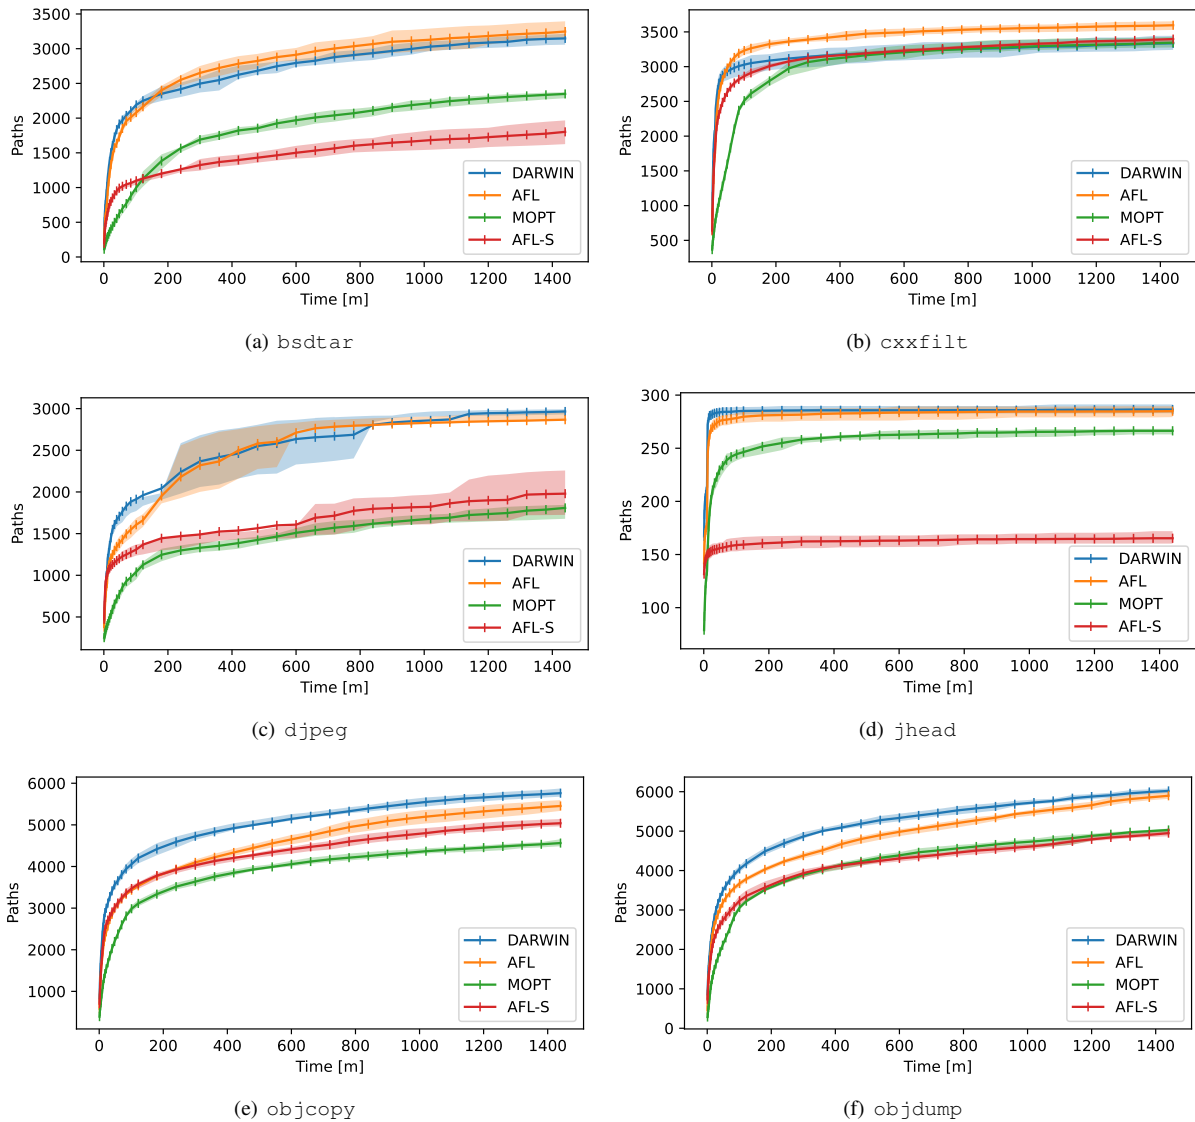 3500
3000
2500
2000
1500
1000
500
0
Paths
0 200 400 600 800 1000 1200 1400
Time [m]
DARWIN
AFL
MOPT
AFL-S
(a) bsdtar
3500
3000
2500
2000
1500
1000
500
Paths
0 200 400 600 800 1000 1200 1400
Time [m]
DARWIN
AFL
MOPT
AFL-S
(b) cxxfilt
3000
2500
2000
1500
1000
500
Paths
0 200 400 600 800 1000 1200 1400
Time [m]
DARWIN
AFL
MOPT
AFL-S
(c) djpeg
300
250
200
150
100
Paths
0 200 400 600 800 1000 1200 1400
Time [m]
DARWIN
AFL
MOPT
AFL-S
(d) jhead
6000
5000
4000
3000
2000
1000
Paths
0 200 400 600 800 1000 1200 1400
Time [m]
DARWIN
AFL
MOPT
AFL-S
(e) objcopy
6000
5000
4000
3000
2000
1000
0
Paths
0 200 400 600 800 1000 1200 1400
Time [m]
DARWIN
AFL
MOPT
AFL-S
(f) objdump